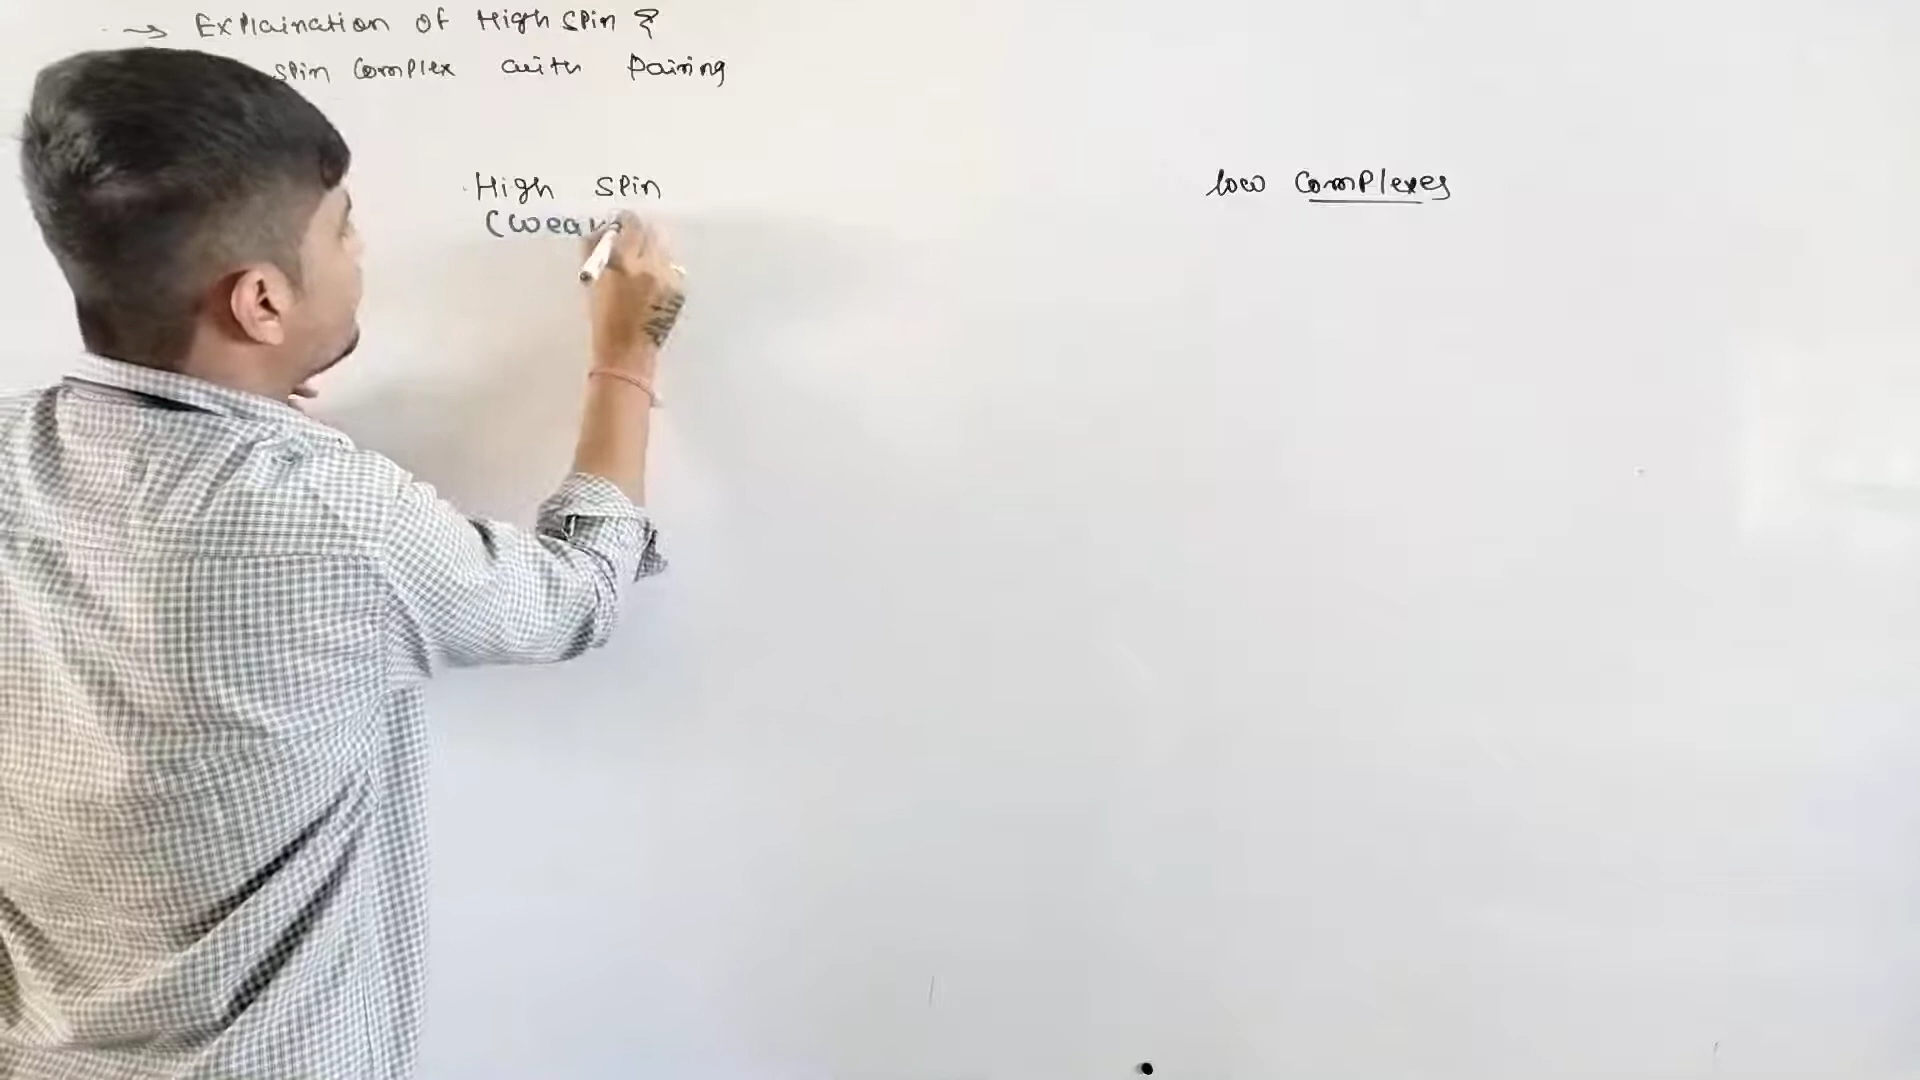 → Explaination of High spin &
spin complex with Pairing
High spin
(weak
low complexes